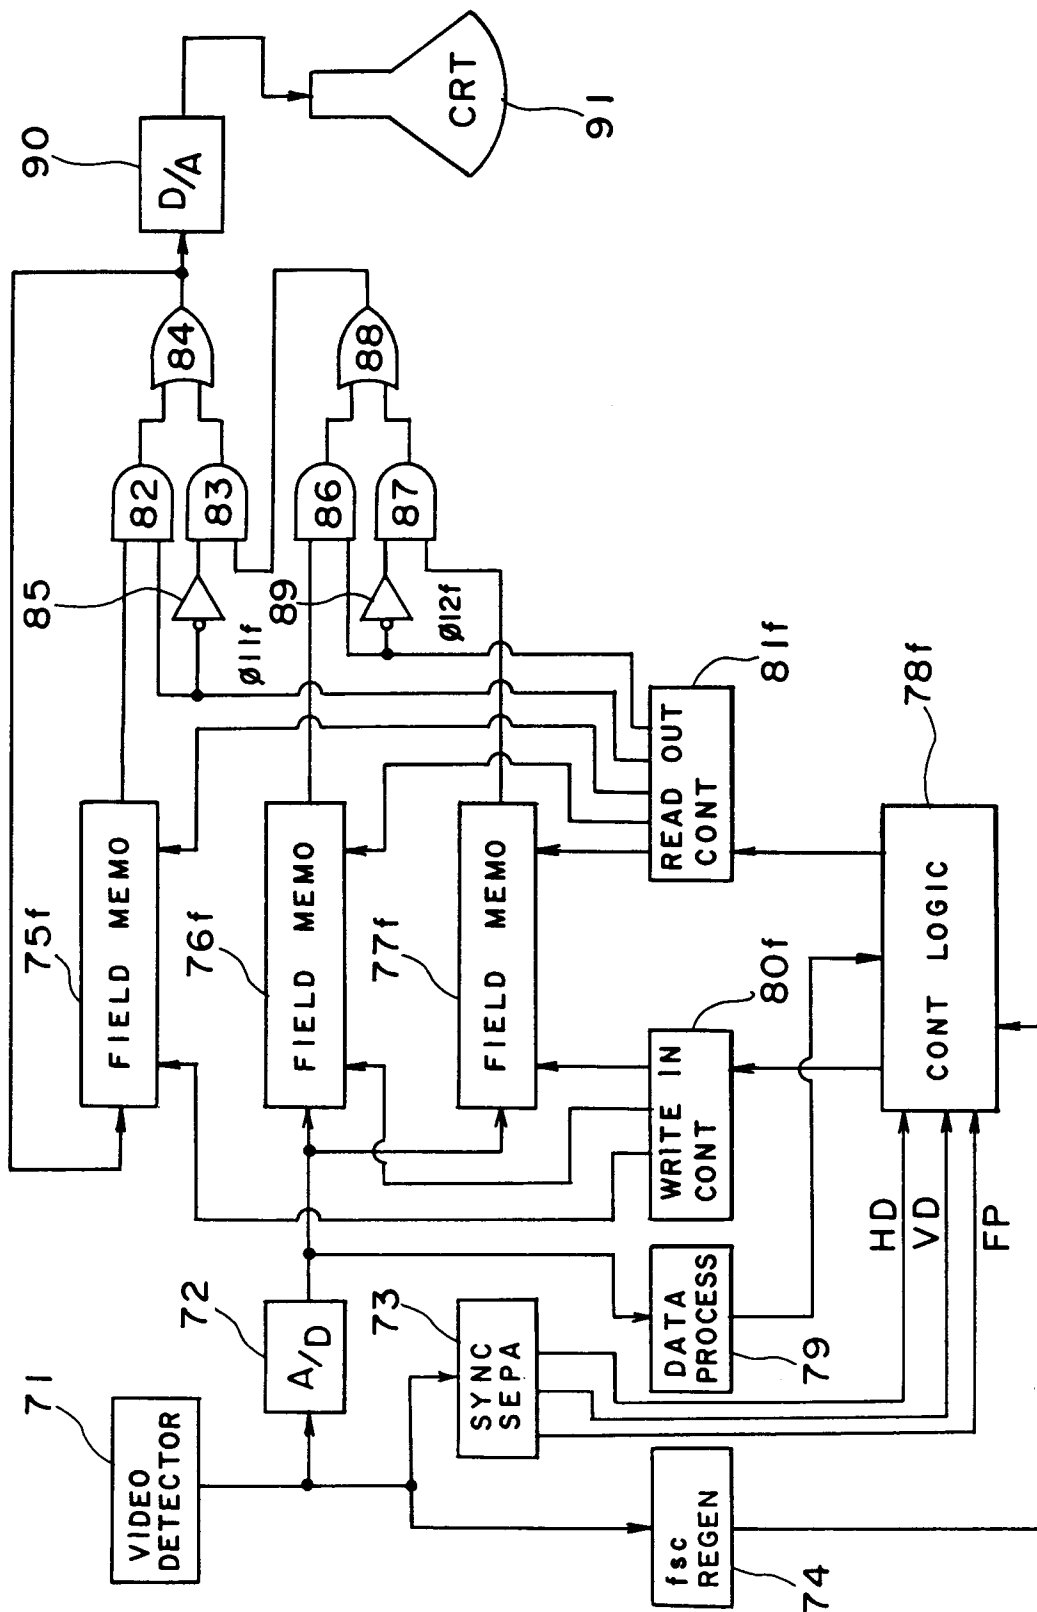 71
VIDEO
DETECTOR
72
A/D
73
SYNC
SEPA
74
fsc
REGEN
75f
FIELD MEMO
76f
FIELD MEMO
77f
FIELD MEMO
79
DATA
PROCESS
80f
WRITE IN
CONT
81f
READ OUT
CONT
78f
CONT LOGIC
HD
VD
FP
82
83
84
85
ø11f
86
87
88
89
ø12f
90
D/A
CRT
91